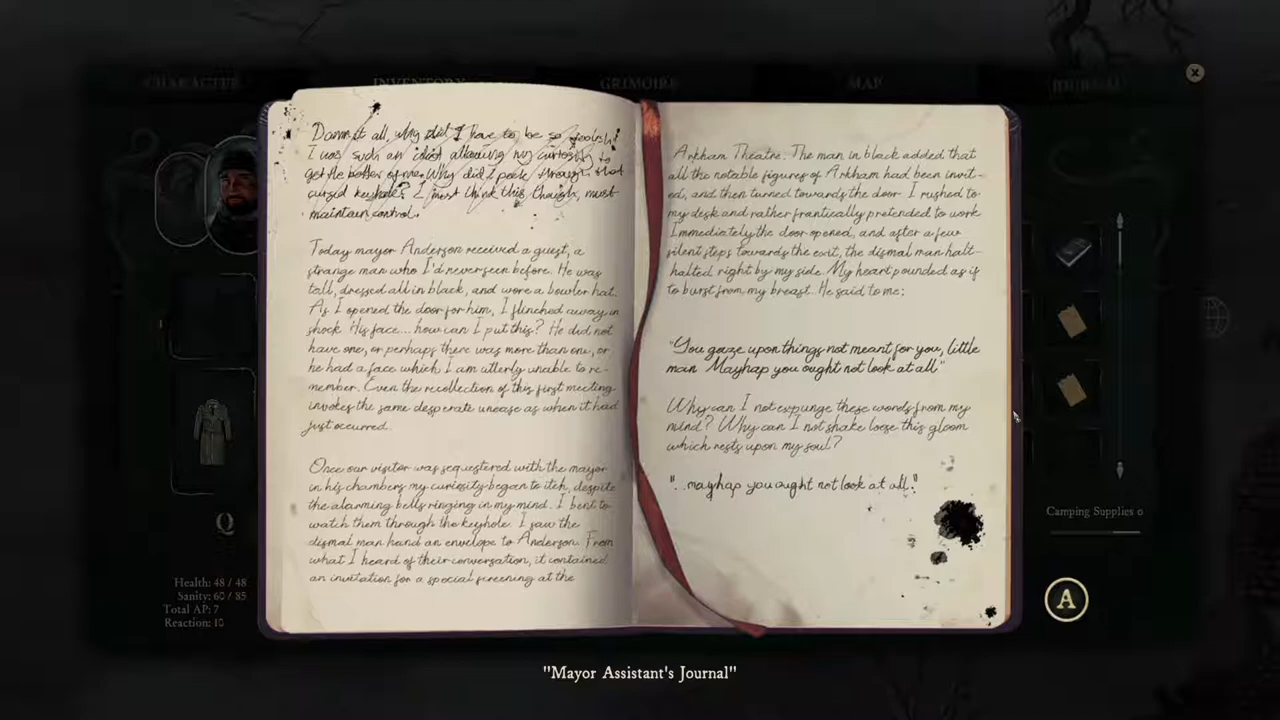 CHARACTER
INVENTORY
GRIMOIRE
MAP
JOURNAL
Damn it all, why did I have to be so foolish!
I was such an idiot allowing my curiosity to
get the better of me. Why did I peek through that
cursed keyhole? I must think this though, must
maintain control.
Today mayor Anderson received a guest, a
strange man who I'd never seen before. He was
tall, dressed all in black, and wore a bowler hat.
As I opened the door for him, I flinched away in
shock. His face... how can I put this? He did not
have one, or perhaps there was more than one, or
he had a face which I am utterly unable to re-
member. Even the recollection of this first meeting
invokes the same desperate unease as when it had
just occurred.
Once our visitor was sequestered with the mayor
in his chambers my curiosity began to itch, despite
the alarming bells ringing in my mind. I bent to
watch them through the keyhole. I saw the
dismal man hand an envelope to Anderson. From
what I heard of their conversation, it contained
an invitation for a special screening at the
Arkham Theatre. The man in black added that
all the notable figures of Arkham had been invit-
ed, and then turned towards the door. I rushed to
my desk and rather frantically pretended to work
Immediately the door opened, and after a few
silent steps towards the exit, the dismal man halt-
halted right by my side. My heart pounded as if
to burst from my breast. He said to me:
"You gaze upon things not meant for you, little
man. Mayhap you ought not look at all."
Why can I not expunge these words from my
mind? Why can I not shake loose this gloom
which rests upon my soul?
"...mayhap you ought not look at all."
Q
Camping Supplies 0
Health: 48 / 48
Sanity: 60 / 85
Total AP: 7
Reaction: 18
A
"Mayor Assistant's Journal"